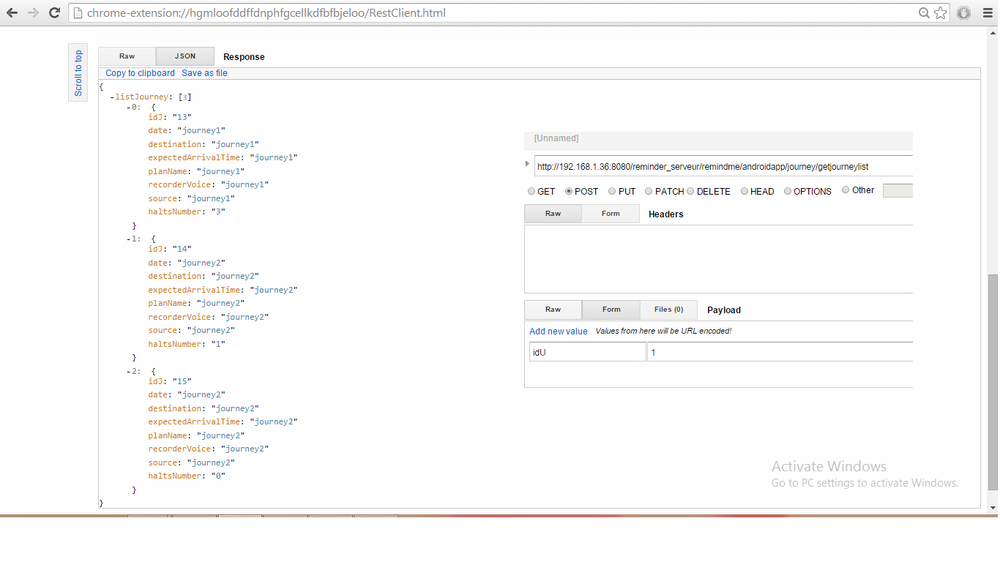 chrome-extension://hgmloofddffdnphfgcellkdfbfbjeloo/RestClient.html
Scroll to top
Raw JSON Response
Copy to clipboard Save as file
{
-listJourney: [3]
-0: {
idJ: "13"
date: "journey1"
destination: "journey1"
expectedArrivalTime: "journey1"
planName: "journey1"
recorderVoice: "journey1"
source: "journey1"
haltsNumber: "3"
}
-1: {
idJ: "14"
date: "journey2"
destination: "journey2"
expectedArrivalTime: "journey2"
planName: "journey2"
recorderVoice: "journey2"
source: "journey2"
haltsNumber: "1"
}
-2: {
idJ: "15"
date: "journey2"
destination: "journey2"
expectedArrivalTime: "journey2"
planName: "journey2"
recorderVoice: "journey2"
source: "journey2"
haltsNumber: "0"
}
}
[Unnamed]
http://192.168.1.36:8080/reminder_serveur/remindme/androidapp/journey/getjourneylist
GET POST PUT PATCH DELETE HEAD OPTIONS Other
Raw Form Headers
Raw Form Files (0) Payload
Add new value Values from here will be URL encoded!
idU 1
Activate Windows
Go to PC settings to activate Windows.